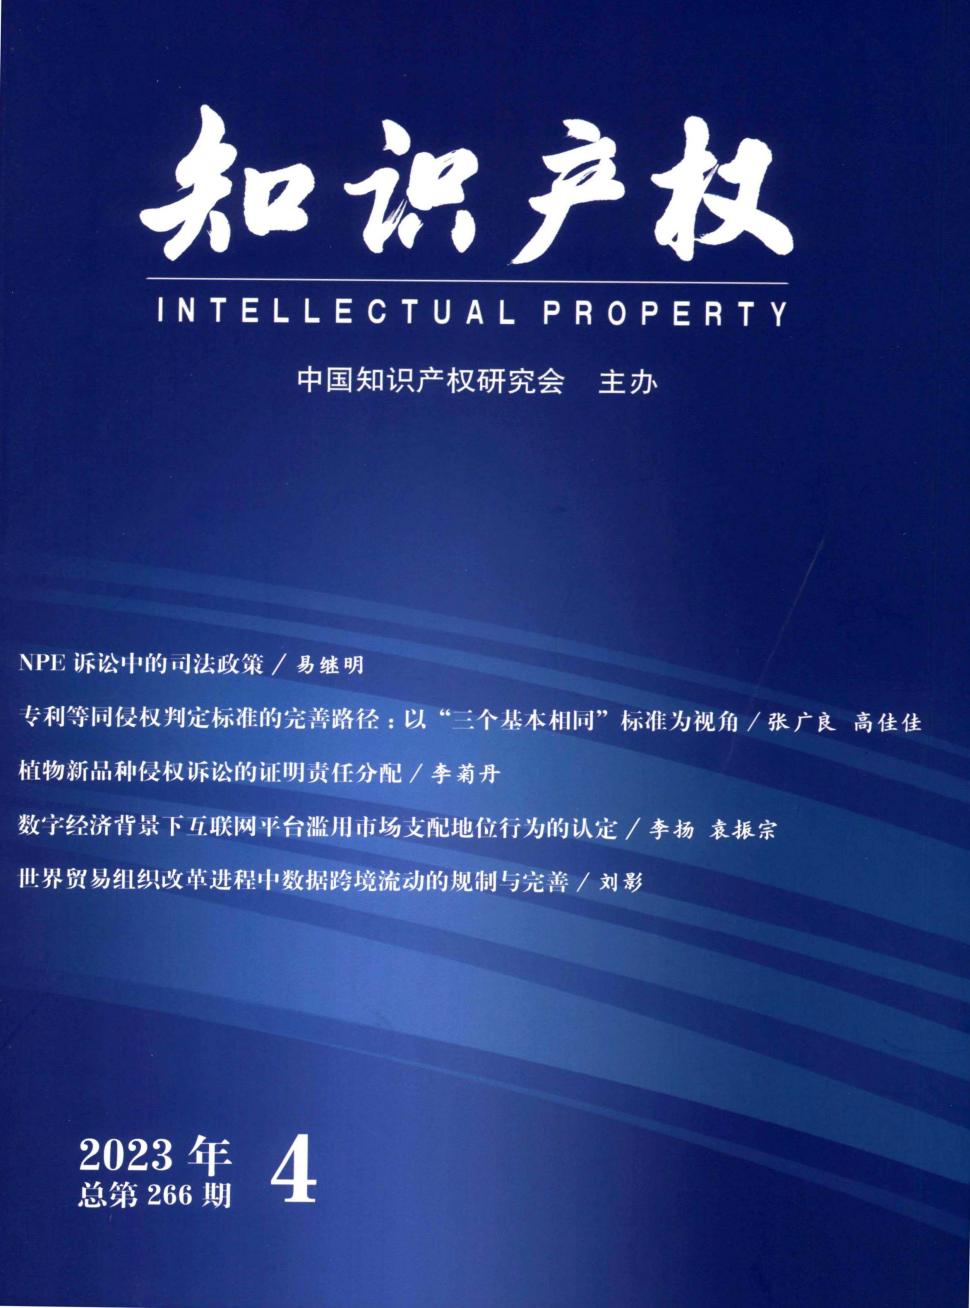 知识产权
INTELLECTUAL PROPERTY
中国知识产权研究会 主办
NPE 诉讼中的司法政策 / 易继明
专利等同侵权判定标准的完善路径：以“三个基本相同”标准为视角 / 张广良 高佳佳
植物新品种侵权诉讼的证明责任分配 / 李菊丹
数字经济背景下互联网平台滥用市场支配地位行为的认定 / 李扬 袁振宗
世界贸易组织改革进程中数据跨境流动的规制与完善 / 刘影
2023 年 4
总第 266 期